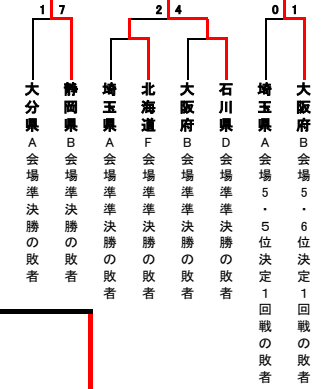 1 7
2 4
0 1
大分県A会場準決勝の敗者
静岡県B会場準決勝の敗者
埼玉県A会場準準決勝の敗者
北海道F会場準準決勝の敗者
大阪府B会場準準決勝の敗者
石川県D会場準準決勝の敗者
埼玉県A会場5・5位決定1回戦の敗者
大阪府B会場5・6位決定1回戦の敗者